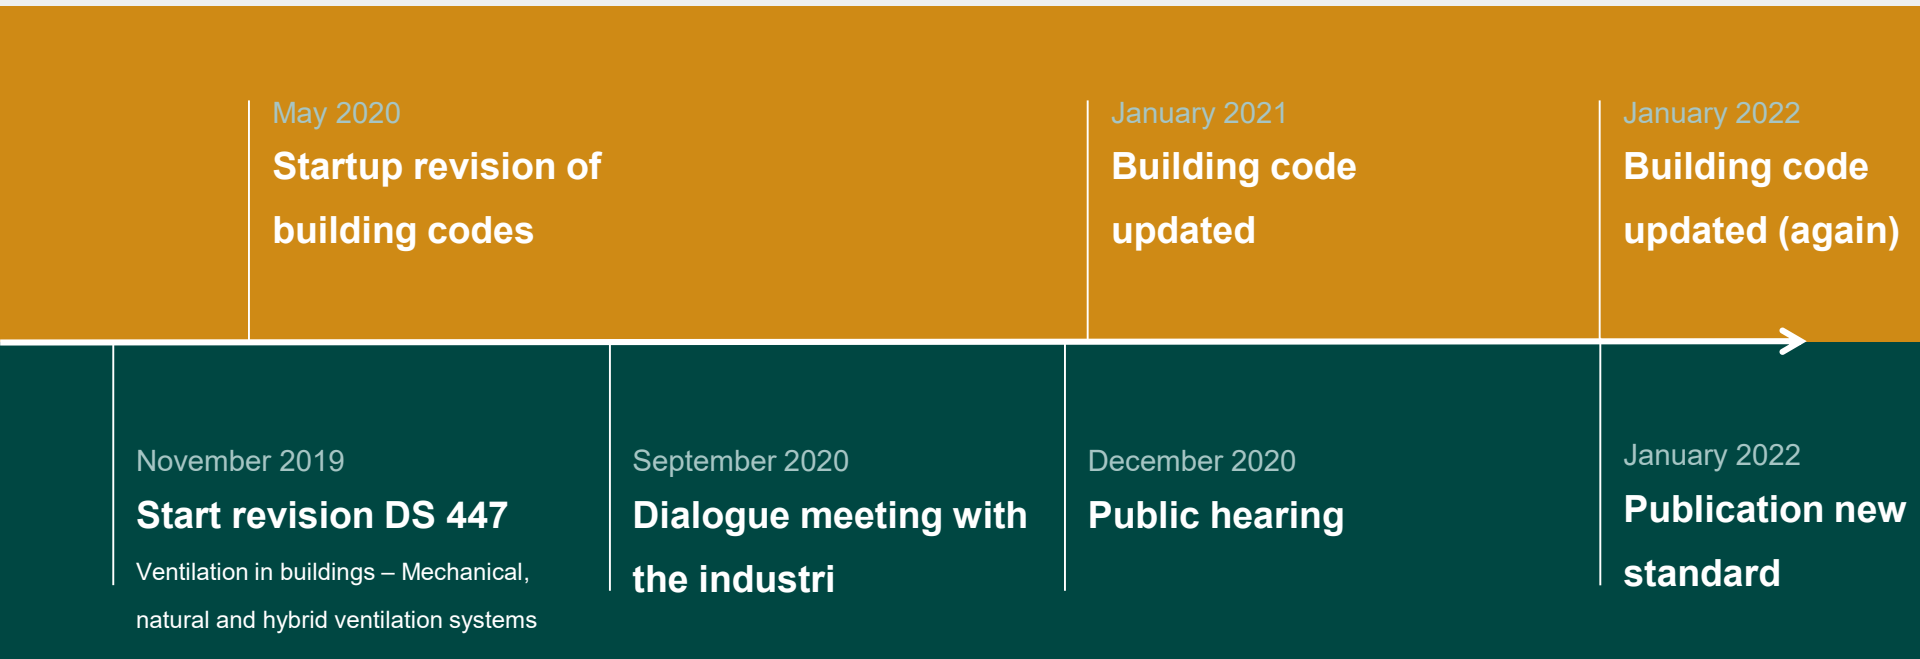 May 2020
Startup revision of
building codes
January 2021
Building code
updated
January 2022
Building code
updated (again)
November 2019
Start revision DS 447
Ventilation in buildings – Mechanical,
natural and hybrid ventilation systems
September 2020
Dialogue meeting with
the industri
December 2020
Public hearing
January 2022
Publication new
standard